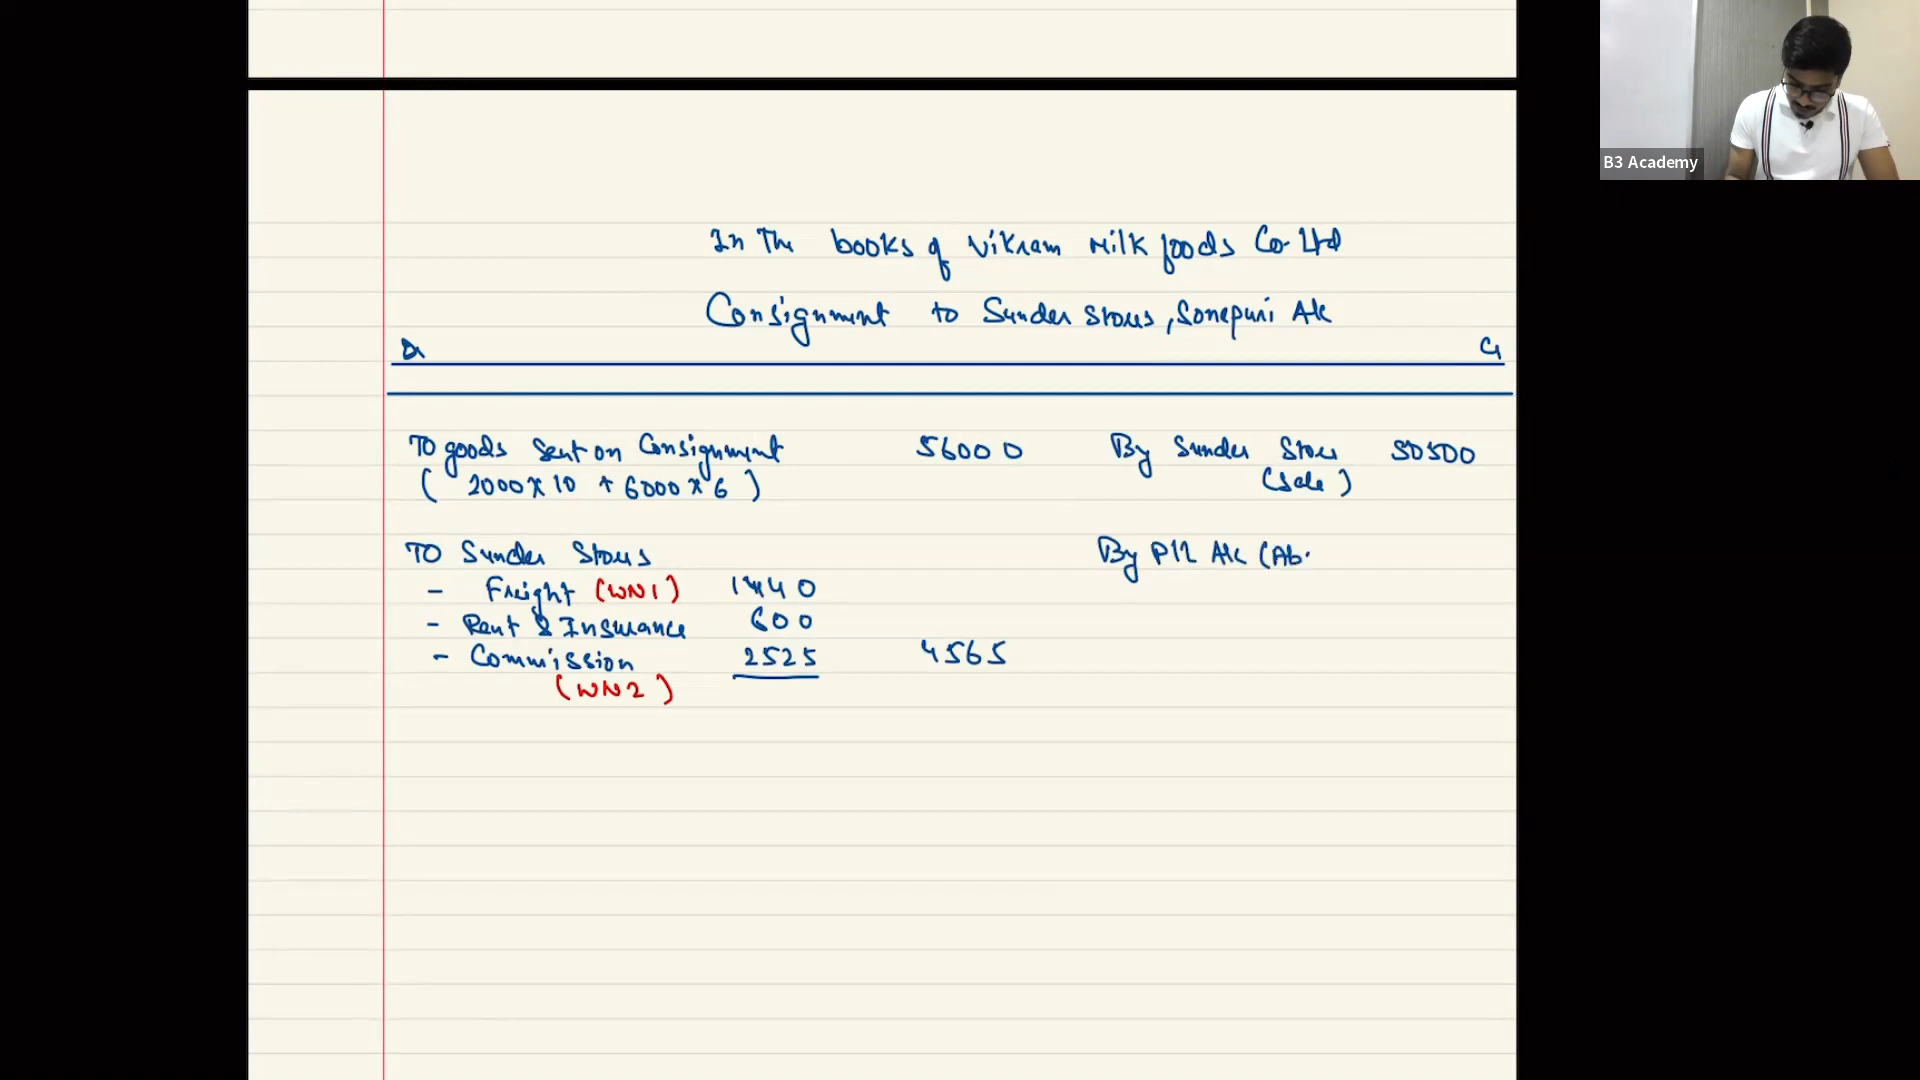 B3 Academy
In The books of Vikram Milk foods Co. Ltd
Consignment to Sunder Stores, Sonepuri A/c
Dr Cr
To goods Sent on Consignment 56000 By Sunder Stores 50500
( 2000 x 10 + 6000 x 6 ) (Sale)
TO Sunder Stores By P/L A/c (Ab.
- Freight (WN1) 1440
- Rent & Insurance 600
- Commission 2525 4565
(WN2)